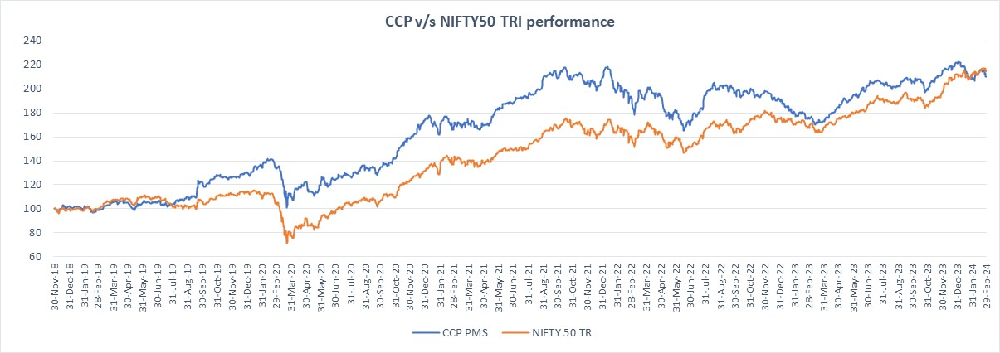 CCP v/s NIFTY50 TRI performance
240
220
200
180
160
140
120
100
80
60
30-Nov-18
31-Dec-18
31-Jan-19
28-Feb-19
31-Mar-19
30-Apr-19
31-May-19
30-Jun-19
31-Jul-19
31-Aug-19
30-Sep-19
31-Oct-19
30-Nov-19
31-Dec-19
31-Jan-20
29-Feb-20
31-Mar-20
30-Apr-20
31-May-20
30-Jun-20
31-Jul-20
31-Aug-20
30-Sep-20
31-Oct-20
30-Nov-20
31-Dec-20
31-Jan-21
28-Feb-21
31-Mar-21
30-Apr-21
31-May-21
30-Jun-21
31-Jul-21
31-Aug-21
30-Sep-21
31-Oct-21
30-Nov-21
31-Dec-21
31-Jan-22
28-Feb-22
31-Mar-22
30-Apr-22
31-May-22
30-Jun-22
31-Jul-22
31-Aug-22
30-Sep-22
31-Oct-22
30-Nov-22
31-Dec-22
31-Jan-23
28-Feb-23
31-Mar-23
30-Apr-23
31-May-23
30-Jun-23
31-Jul-23
31-Aug-23
30-Sep-23
31-Oct-23
30-Nov-23
31-Dec-23
31-Jan-24
29-Feb-24
CCP PMS
NIFTY 50 TR